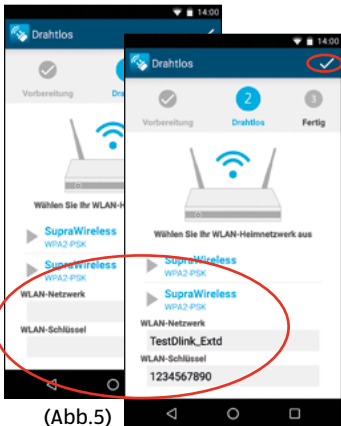 14:00
Drahtlos
Vorbereitung
Wählen Sie Ihr WLAN-H
SupraWireless
WPA2-PSK
SupraWireless
WPA2-PSK
WLAN-Netzwerk
WLAN-Schlüssel
(Abb.5)
14:00
Drahtlos
2
3
Vorbereitung
Drahtlos
Fertig
Wählen Sie Ihr WLAN-Heimnetzwerk aus
SupraWireless
WPA2-PSK
SupraWireless
WPA2-PSK
WLAN-Netzwerk
TestDlink_Extd
WLAN-Schlüssel
1234567890